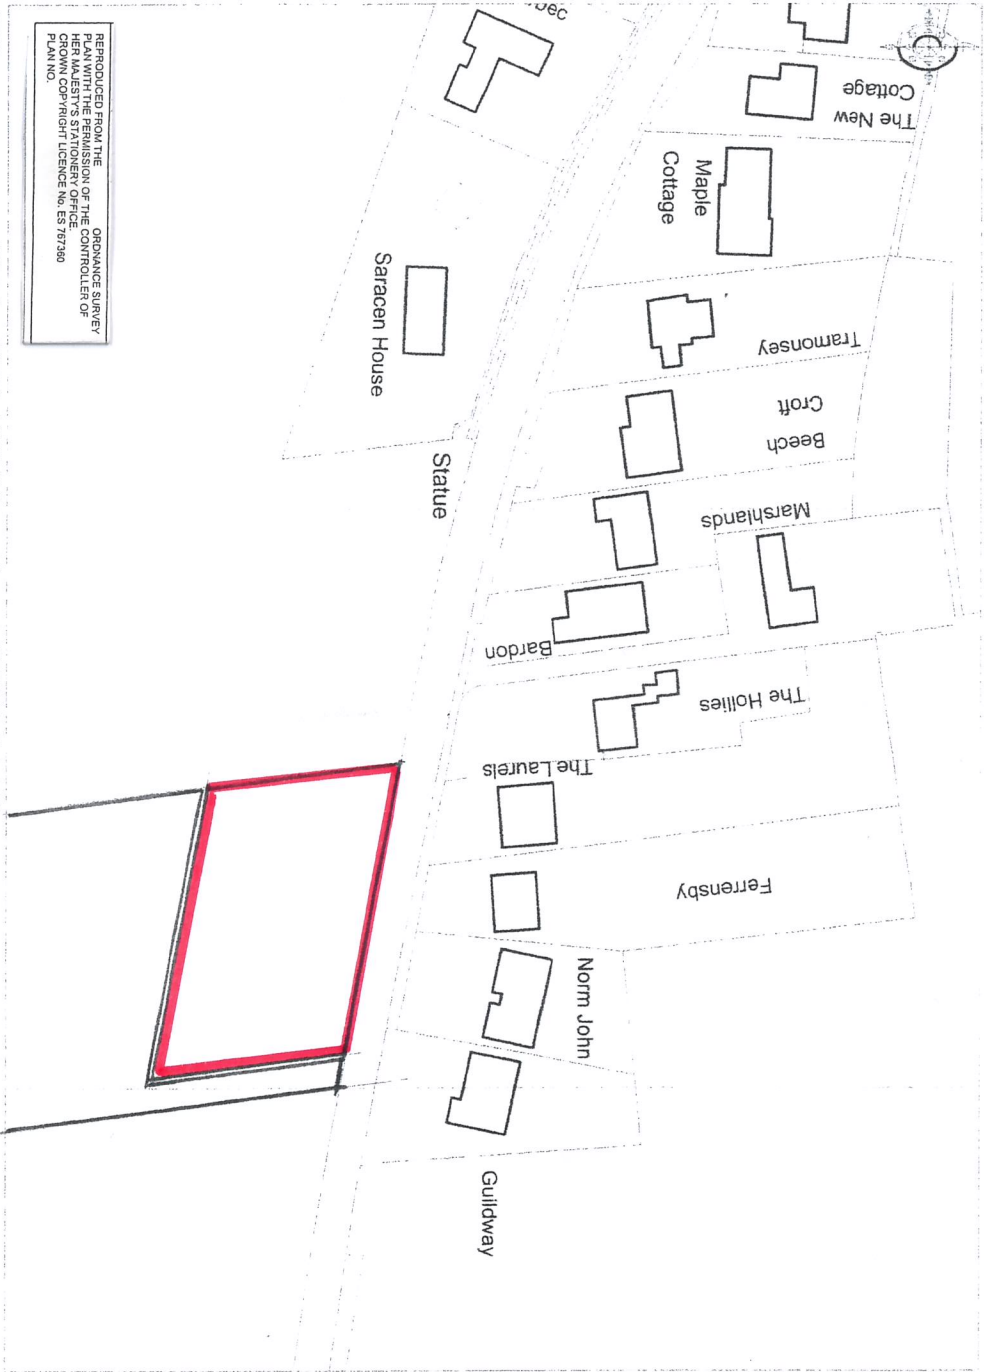 REPRODUCED FROM THE ORDNANCE SURVEY
PLAN WITH THE PERMISSION OF THE CONTROLLER OF
HER MAJESTY'S STATIONERY OFFICE.
CROWN COPYRIGHT LICENCE No. ES 767360
PLAN NO.
The New
Cottage
Maple
Cottage
Saracen House
Tramonsey
Beech
Croft
Statue
Marshlands
Bardon
The Hollies
The Laurels
Ferrensby
Norm John
Guildway